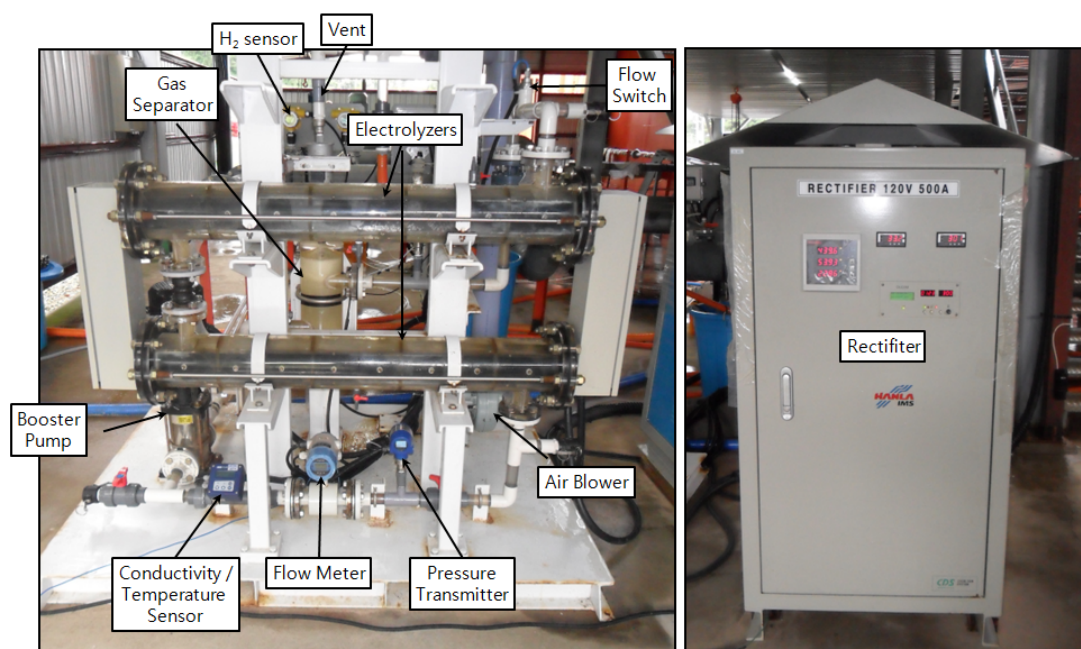 H₂ sensor
Vent
Gas
Separator
Electrolyzers
Flow
Switch
Booster
Pump
Air Blower
Conductivity /
Temperature
Sensor
Flow Meter
Pressure
Transmitter
RECTIFIER 120V 500A
Rectifiter
HANLA
IMS
CDS